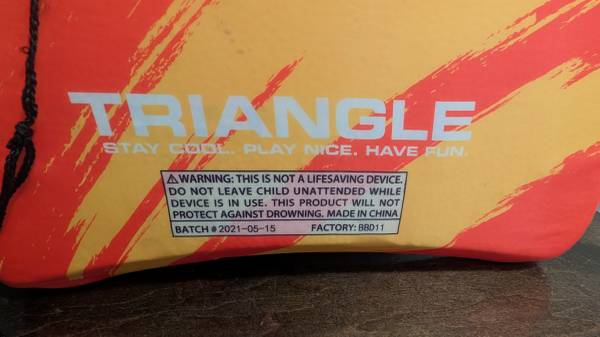 TRIANGLE
STAY COOL. PLAY NICE. HAVE FUN.
⚠WARNING: THIS IS NOT A LIFESAVING DEVICE.
DO NOT LEAVE CHILD UNATTENDED WHILE
DEVICE IS IN USE. THIS PRODUCT WILL NOT
PROTECT AGAINST DROWNING. MADE IN CHINA
BATCH # 2021-05-15 FACTORY: BBD11